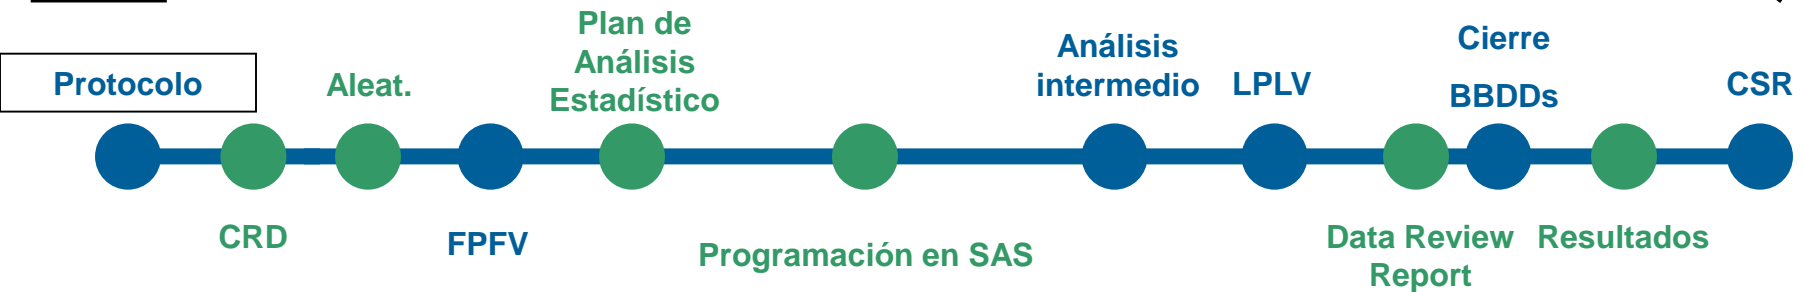 Protocolo
CRD
Aleat.
FPFV
Plan de
Análisis
Estadístico
Programación en SAS
Análisis
intermedio
LPLV
Data Review
Report
Cierre
BBDDs
Resultados
CSR